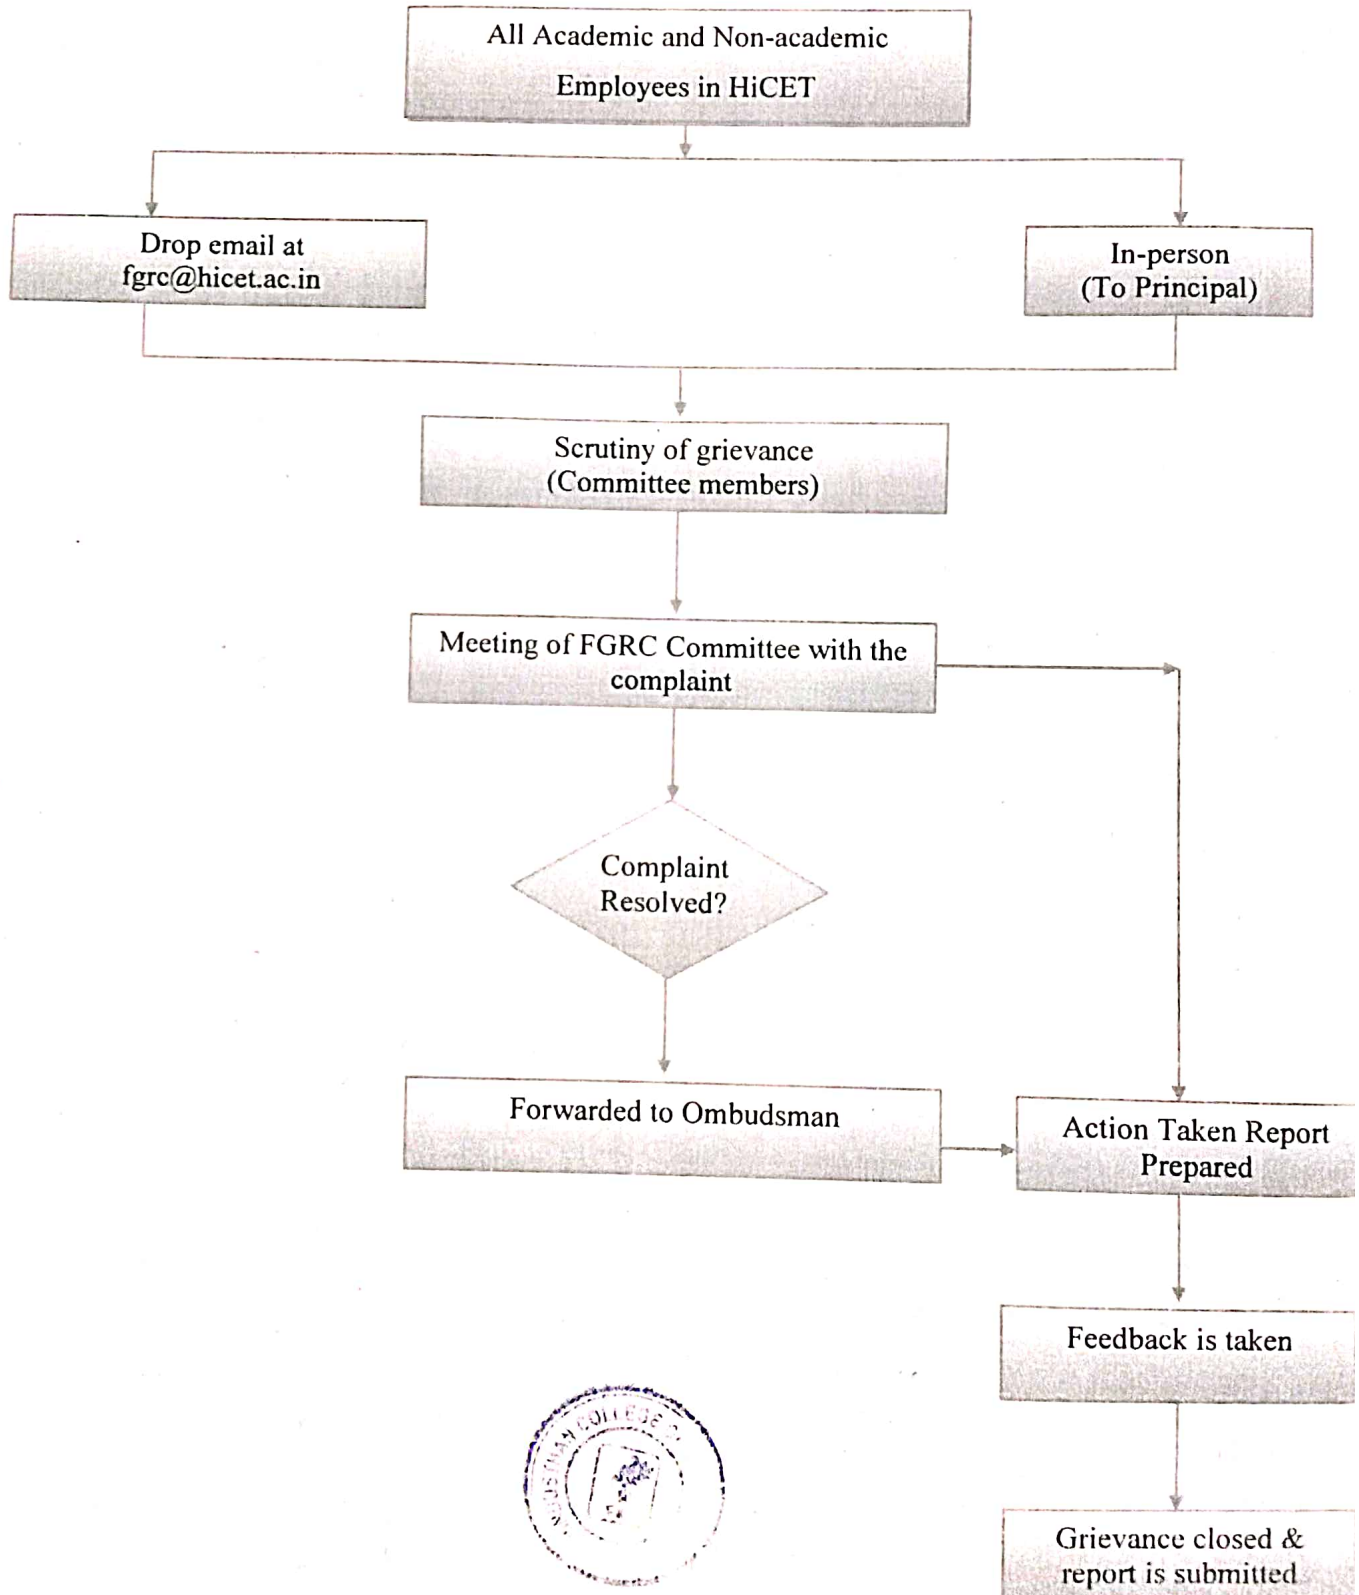 All Academic and Non-academic
Employees in HiCET
Drop email at
fgrc@hicet.ac.in
In-person
(To Principal)
Scrutiny of grievance
(Committee members)
Meeting of FGRC Committee with the
complaint
Complaint
Resolved?
Forwarded to Ombudsman
Action Taken Report
Prepared
Feedback is taken
COLLEGE
Grievance closed &
report is submitted